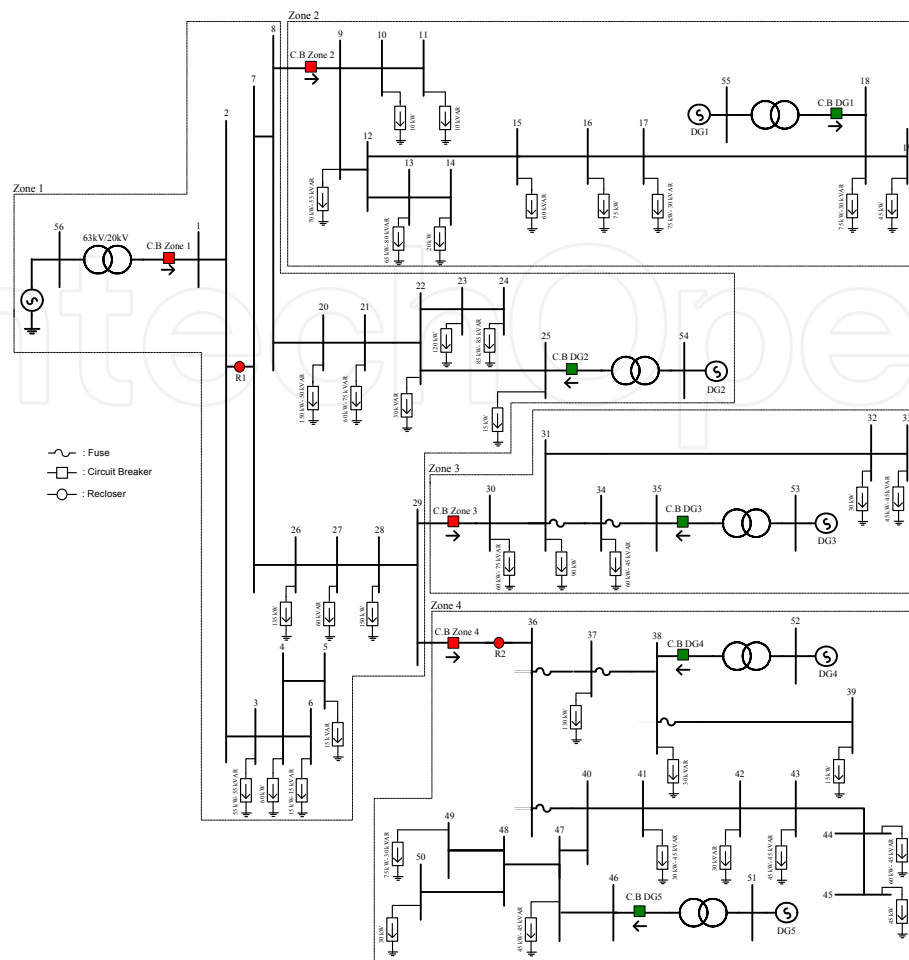 Zone 2
8
9
10
11
C.B Zone 2
10 kW
10 kVAR
55
DG1
C.B DG1
18
7
2
12
13
14
15
16
17
19
70 kW-55 kVAR
65 kW-80 kVAR
20 kW
60 kVAR
75 kW
75 kW-30 kVAR
75 kW-30 kVAR
45 kW
Zone 1
56
63kV/20kV
C.B Zone 1
1
intechOpe
20
21
22
23
24
120 kW
85 kW-85 kVAR
25
C.B DG2
54
DG2
R1
150 kW-50 kVAR
60 kW-75 kVAR
30 kVAR
15 kW
: Fuse
: Circuit Breaker
: Recloser
Zone 3
31
32
33
29
C.B Zone 3
30
34
35
C.B DG3
53
DG3
30 kW
45 kW-45 kVAR
60 kW-75 kVAR
90 kW
60 kW-45 kVAR
26
27
28
135 kW
60 kVAR
150 kW
Zone 4
C.B Zone 4
R2
36
37
38
C.B DG4
52
DG4
39
130 kW
30 kVAR
15 kW
4
5
3
6
15 kVAR
55 kW-55 kVAR
60 kW
15 kW-15 kVAR
40
41
42
43
30 kW-45 kVAR
30 kVAR
45 kW-45 kVAR
44
60 kW-45 kVAR
45
45 kW
49
48
47
50
75 kW-30 kVAR
30 kW
45 kW-45 kVAR
46
C.B DG5
51
DG5